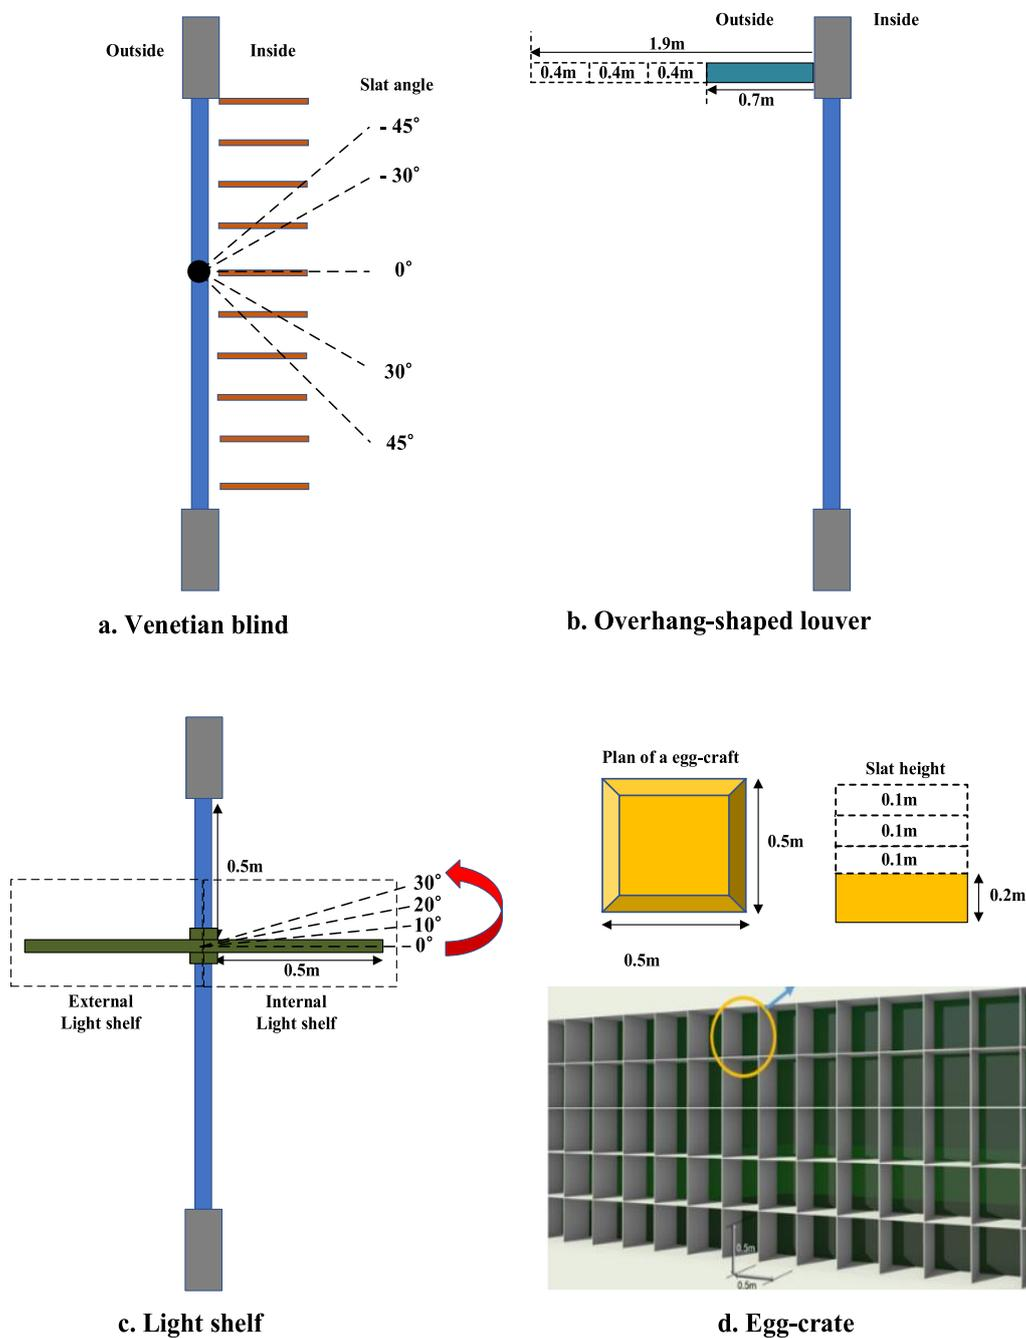 Outside
Inside
Slat angle
- 45°
- 30°
0°
30°
45°
a. Venetian blind
Outside
Inside
1.9m
0.4m
0.4m
0.4m
0.7m
b. Overhang-shaped louver
0.5m
30°
20°
10°
0°
0.5m
External
Light shelf
Internal
Light shelf
c. Light shelf
Plan of a egg-craft
0.5m
0.5m
Slat height
0.1m
0.1m
0.1m
0.2m
0.5m
0.5m
d. Egg-crate